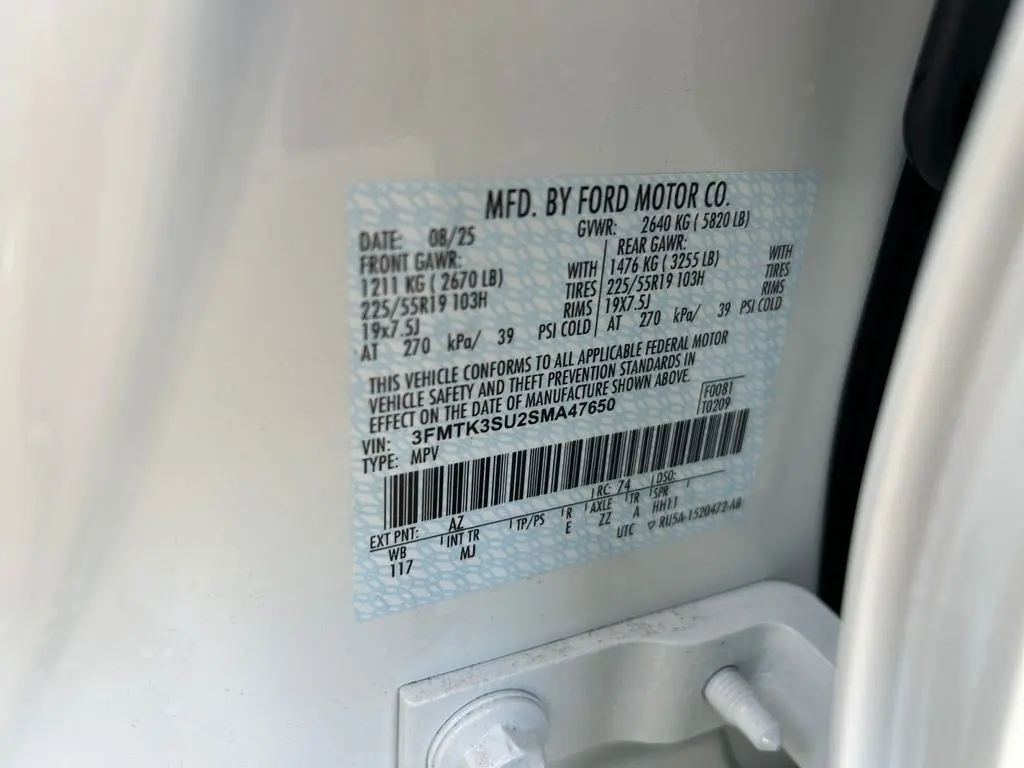 MFD. BY FORD MOTOR CO.
DATE: 08/25 GVWR: 2640 KG ( 5820 LB)
FRONT GAWR: REAR GAWR:
1211 KG ( 2670 LB) WITH 1476 KG ( 3255 LB) WITH
225/55R19 103H TIRES 225/55R19 103H TIRES
19x7.5J RIMS 19X7.5J RIMS
AT 270 kPa/ 39 PSI COLD AT 270 kPa/ 39 PSI COLD
THIS VEHICLE CONFORMS TO ALL APPLICABLE FEDERAL MOTOR
VEHICLE SAFETY AND THEFT PREVENTION STANDARDS IN
EFFECT ON THE DATE OF MANUFACTURE SHOWN ABOVE.
F0081
VIN: 3FMTK3SU2SMA47650 T0209
TYPE: MPV
EXT PNT: AZ RC: 74 DSO:
WB INT TR TP/PS R AXLE TR SPR
117 MJ E ZZ A HH11
UTC ▽ RU5A-1520472-AB